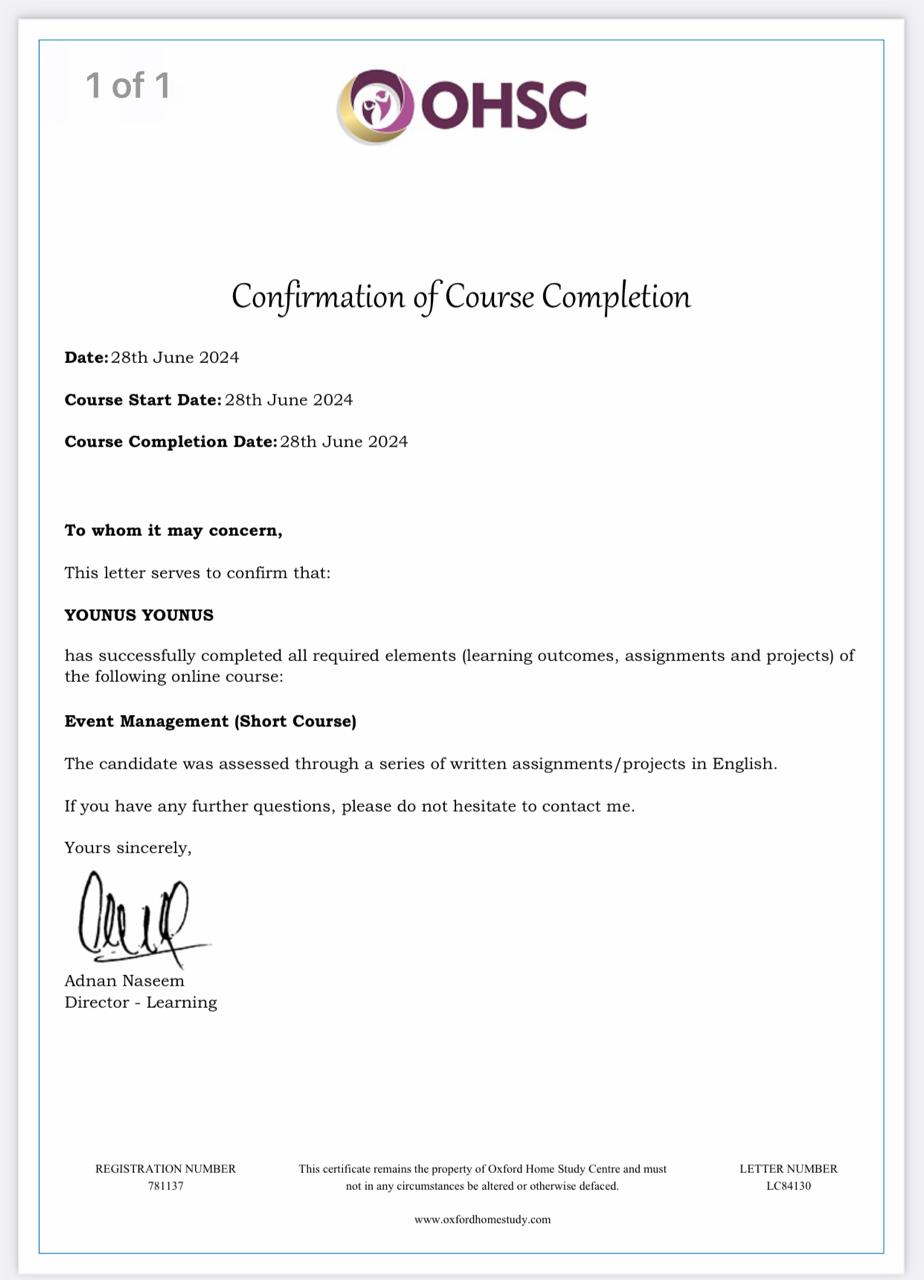 1 of 1
OHSC
Confirmation of Course Completion
Date: 28th June 2024
Course Start Date: 28th June 2024
Course Completion Date: 28th June 2024
To whom it may concern,
This letter serves to confirm that:
YOUNUS YOUNUS
has successfully completed all required elements (learning outcomes, assignments and projects) of
the following online course:
Event Management (Short Course)
The candidate was assessed through a series of written assignments/projects in English.
If you have any further questions, please do not hesitate to contact me.
Yours sincerely,
Adnan Naseem
Director - Learning
REGISTRATION NUMBER
781137
This certificate remains the property of Oxford Home Study Centre and must
not in any circumstances be altered or otherwise defaced.
LETTER NUMBER
LC84130
www.oxfordhomestudy.com